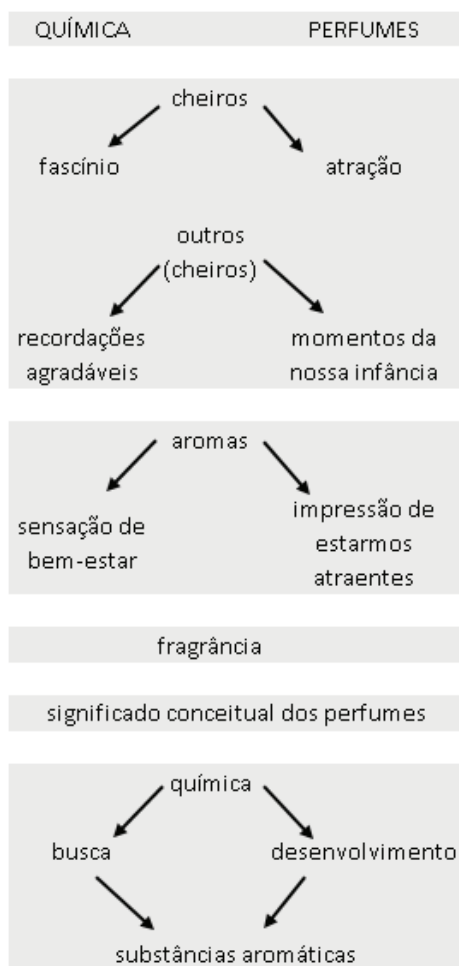 QUÍMICA PERFUMES
cheiros
fascínio atração
outros
(cheiros)
recordações momentos da
agradáveis nossa infância
aromas
sensação de impressão de
bem-estar estarmos
atraentes
fragrância
significado conceitual dos perfumes
química
busca desenvolvimento
substâncias aromáticas